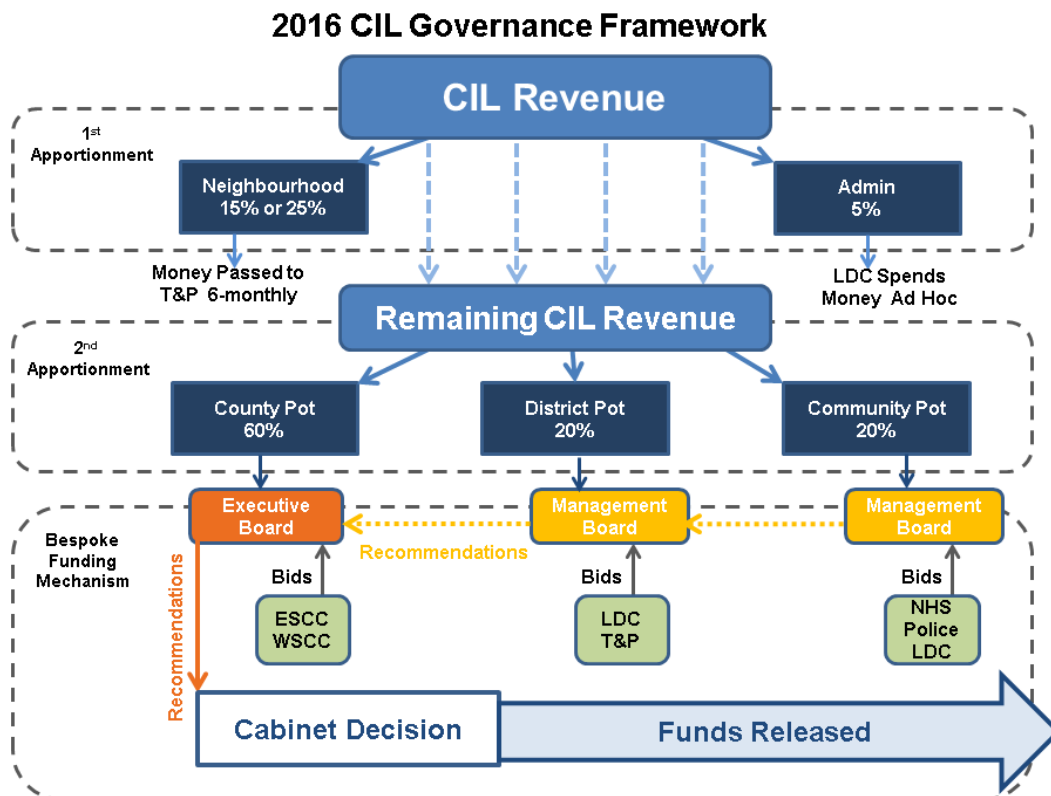 2016 CIL Governance Framework
CIL Revenue
1st
Apportionment
Neighbourhood
15% or 25%
Admin
5%
Money Passed to
T&P 6-monthly
LDC Spends
Money Ad Hoc
Remaining CIL Revenue
2nd
Apportionment
County Pot
60%
District Pot
20%
Community Pot
20%
Executive
Board
Management
Board
Management
Board
Bespoke
Funding
Mechanism
Recommendations
Recommendations
Bids
Bids
Bids
ESCC
WSCC
LDC
T&P
NHS
Police
LDC
Cabinet Decision
Funds Released